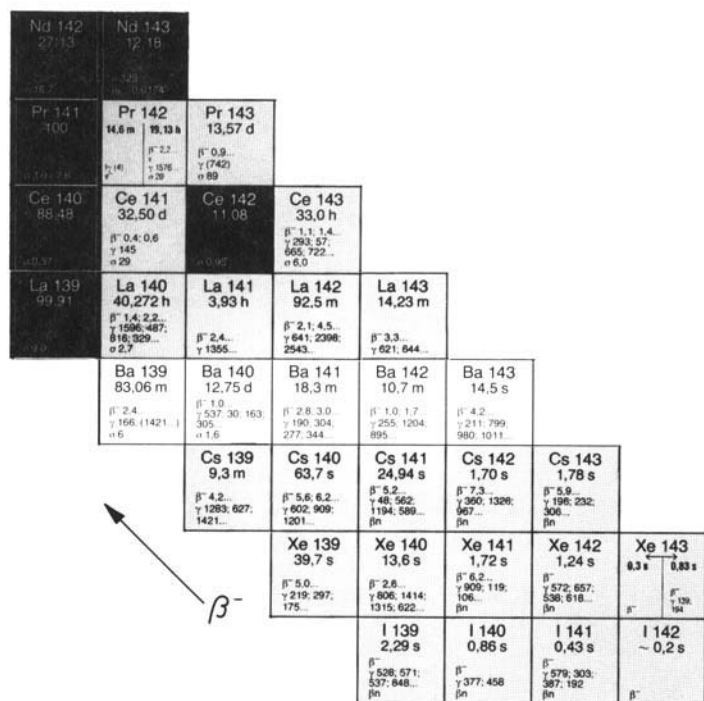 Nd 142
27,13
Nd 143
12,18
Pr 141
100
Pr 142
14,6 m
19,13 h
β⁻ 2,2...
γ 1576...
σ 20
Pr 143
13,57 d
β⁻ 0,9...
γ (742)
σ 89
Ce 140
88,48
σ 0,57
Ce 141
32,50 d
β⁻ 0,4; 0,6
γ 145
σ 29
Ce 142
11,08
σ 0,95
Ce 143
33,0 h
β⁻ 1,1; 1,4...
γ 293; 57;
665; 722...
σ 6,0
La 139
99,91
La 140
40,272 h
β⁻ 1,4; 2,2...
γ 1596; 487;
816; 329...
σ 2,7
La 141
3,93 h
β⁻ 2,4...
γ 1355...
La 142
92,5 m
β⁻ 2,1; 4,5...
γ 641; 2398;
2543...
La 143
14,23 m
β⁻ 3,3...
γ 621; 644...
Ba 139
83,06 m
β⁻ 2,4...
γ 166; (1421...)
σ 6
Ba 140
12,75 d
β⁻ 1,0...
γ 537; 30; 163;
305...
σ 1,6
Ba 141
18,3 m
β⁻ 2,8; 3,0...
γ 190; 304;
277; 344...
Ba 142
10,7 m
β⁻ 1,0; 1,7
γ 255; 1204;
895...
Ba 143
14,5 s
β⁻ 4,2...
γ 211; 799;
980; 1011...
Cs 139
9,3 m
β⁻ 4,2...
γ 1283; 627;
1421...
Cs 140
63,7 s
β⁻ 5,6; 6,2...
γ 602; 909;
1201...
Cs 141
24,94 s
β⁻ 5,2...
γ 48; 562;
1194; 589...
βn
Cs 142
1,70 s
β⁻ 7,3...
γ 360; 1326;
967...
βn
Cs 143
1,78 s
β⁻ 5,9...
γ 196; 232;
306...
βn
Xe 139
39,7 s
β⁻ 5,0...
γ 219; 297;
175...
Xe 140
13,6 s
β⁻ 2,6...
γ 806; 1414;
1315; 622...
Xe 141
1,72 s
β⁻ 6,2...
γ 909; 119;
106...
βn
Xe 142
1,24 s
β⁻
γ 572; 657;
538; 618...
βn
Xe 143
0,3 s
0,83 s
β⁻
β⁻
γ 139;
194
β⁻
I 139
2,29 s
β⁻
γ 528; 571;
537; 848...
βn
I 140
0,86 s
β⁻
γ 377; 458
βn
I 141
0,43 s
β⁻
γ 579; 303;
387; 192
βn
I 142
~ 0,2 s
β⁻